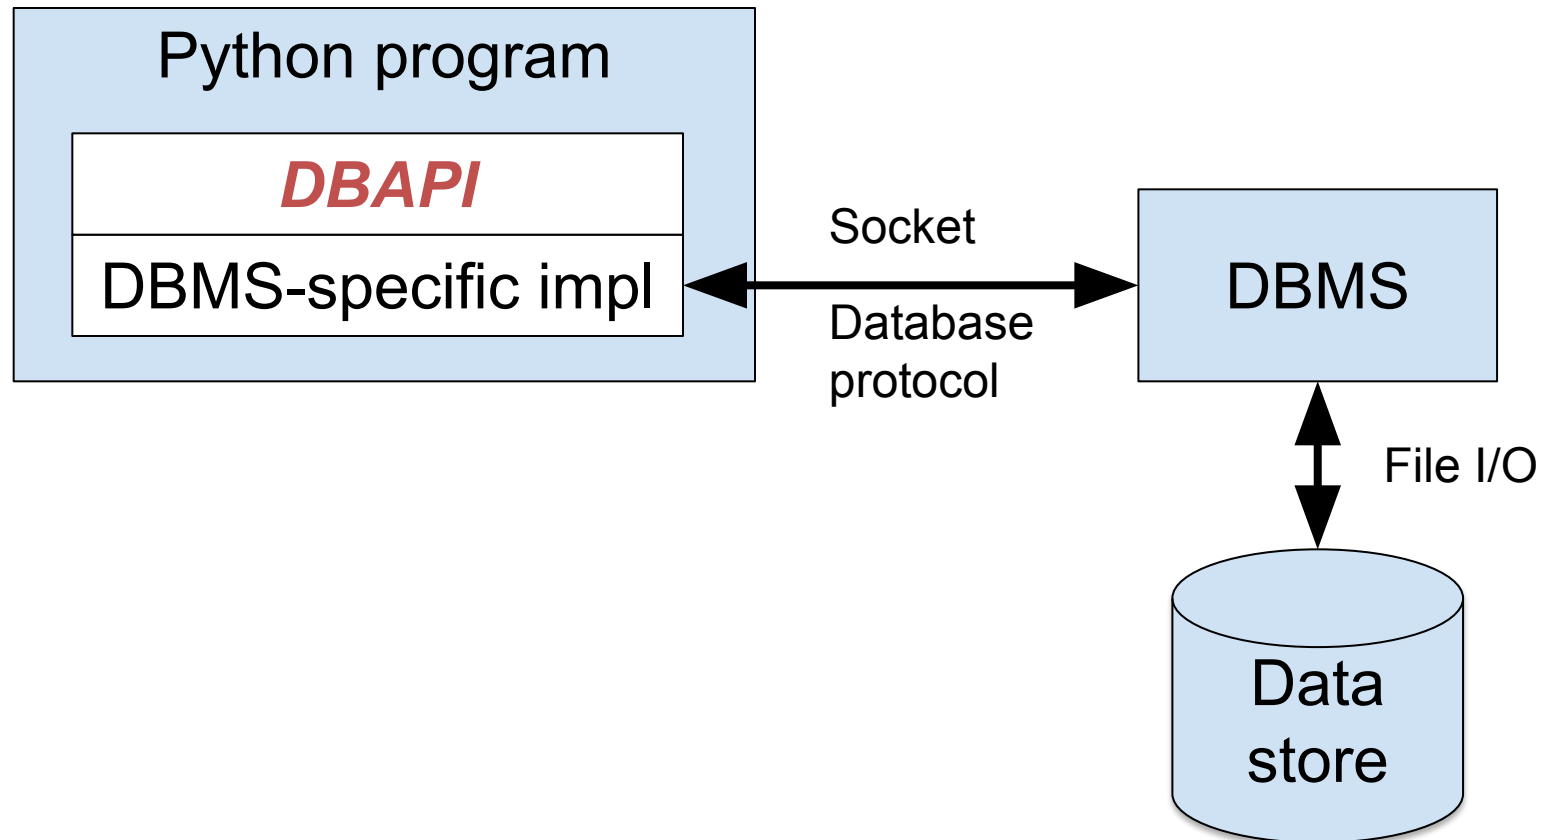 Python program
DBAPI
DBMS-specific impl
Socket
Database
protocol
DBMS
File I/O
Data
store